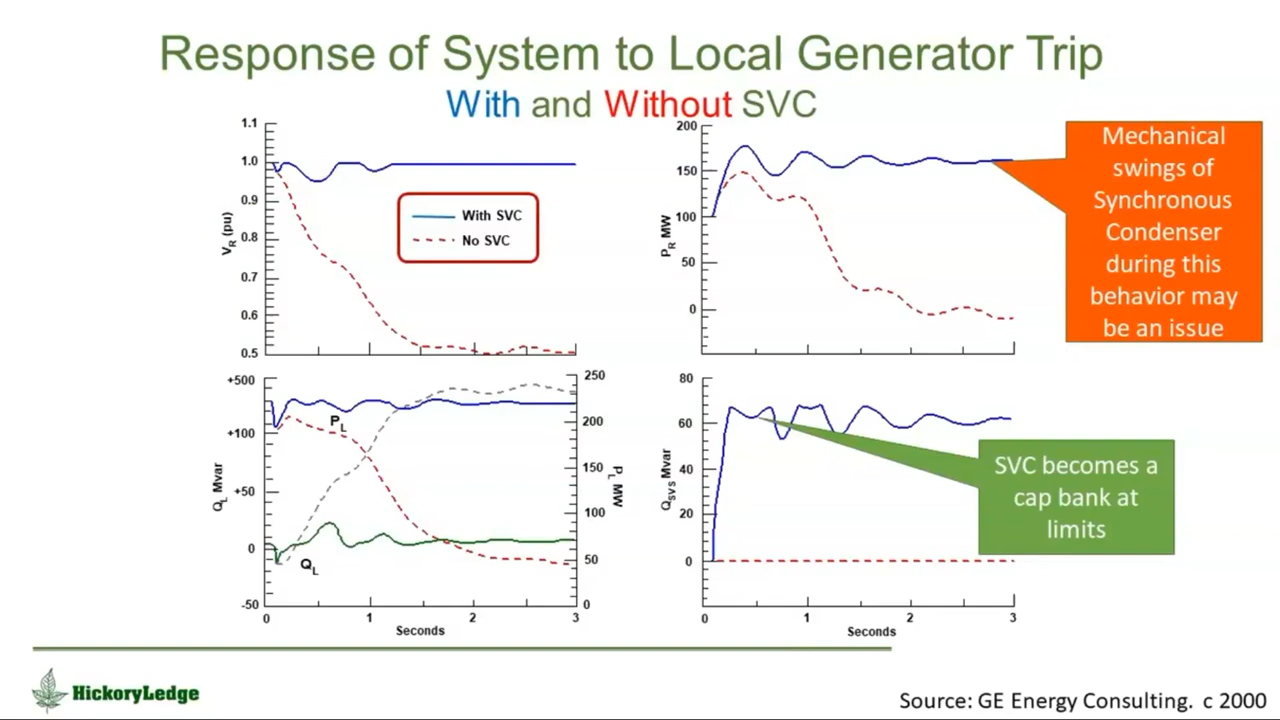 Response of System to Local Generator Trip
With and Without SVC
1.1
1.0
0.9
0.8
0.7
0.6
0.5
VR (pu)
With SVC
No SVC
200
150
100
50
0
PR MW
Mechanical
swings of
Synchronous
Condenser
during this
behavior may
be an issue
+500
+100
+50
0
-50
QL Mvar
PL
QL
250
200
150
100
50
0
PL MW
0 1 2 3
Seconds
80
60
40
20
0
QSVS Mvar
0 1 2 3
Seconds
SVC becomes a
cap bank at
limits
HickoryLedge
Source: GE Energy Consulting. c 2000